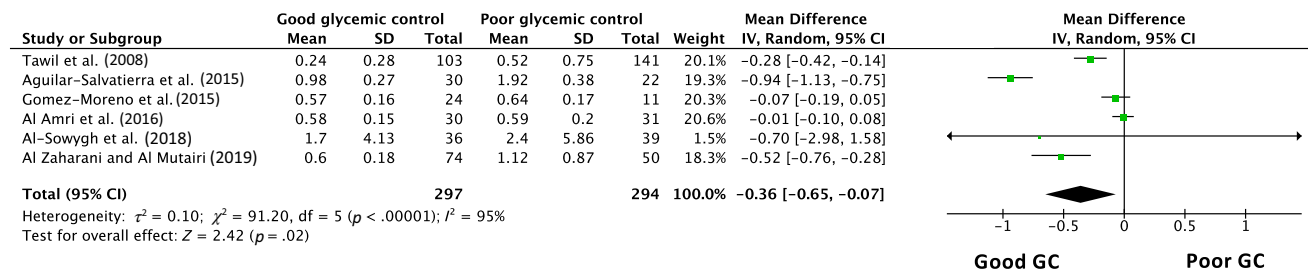 Good glycemic control Poor glycemic control Mean Difference Mean Difference
Study or Subgroup Mean SD Total Mean SD Total Weight IV, Random, 95% CI IV, Random, 95% CI
Tawil et al. (2008) 0.24 0.28 103 0.52 0.75 141 20.1% −0.28 [−0.42, −0.14]
Aguilar-Salvatierra et al. (2015) 0.98 0.27 30 1.92 0.38 22 19.3% −0.94 [−1.13, −0.75]
Gomez-Moreno et al. (2015) 0.57 0.16 24 0.64 0.17 11 20.3% −0.07 [−0.19, 0.05]
Al Amri et al. (2016) 0.58 0.15 30 0.59 0.2 31 20.6% −0.01 [−0.10, 0.08]
Al-Sowygh et al. (2018) 1.7 4.13 36 2.4 5.86 39 1.5% −0.70 [−2.98, 1.58]
Al Zaharani and Al Mutairi (2019) 0.6 0.18 74 1.12 0.87 50 18.3% −0.52 [−0.76, −0.28]
Total (95% CI) 297 294 100.0% −0.36 [−0.65, −0.07]
Heterogeneity: τ² = 0.10; χ² = 91.20, df = 5 (p < .00001); I² = 95%
Test for overall effect: Z = 2.42 (p = .02)
−1 −0.5 0 0.5 1
Good GC Poor GC